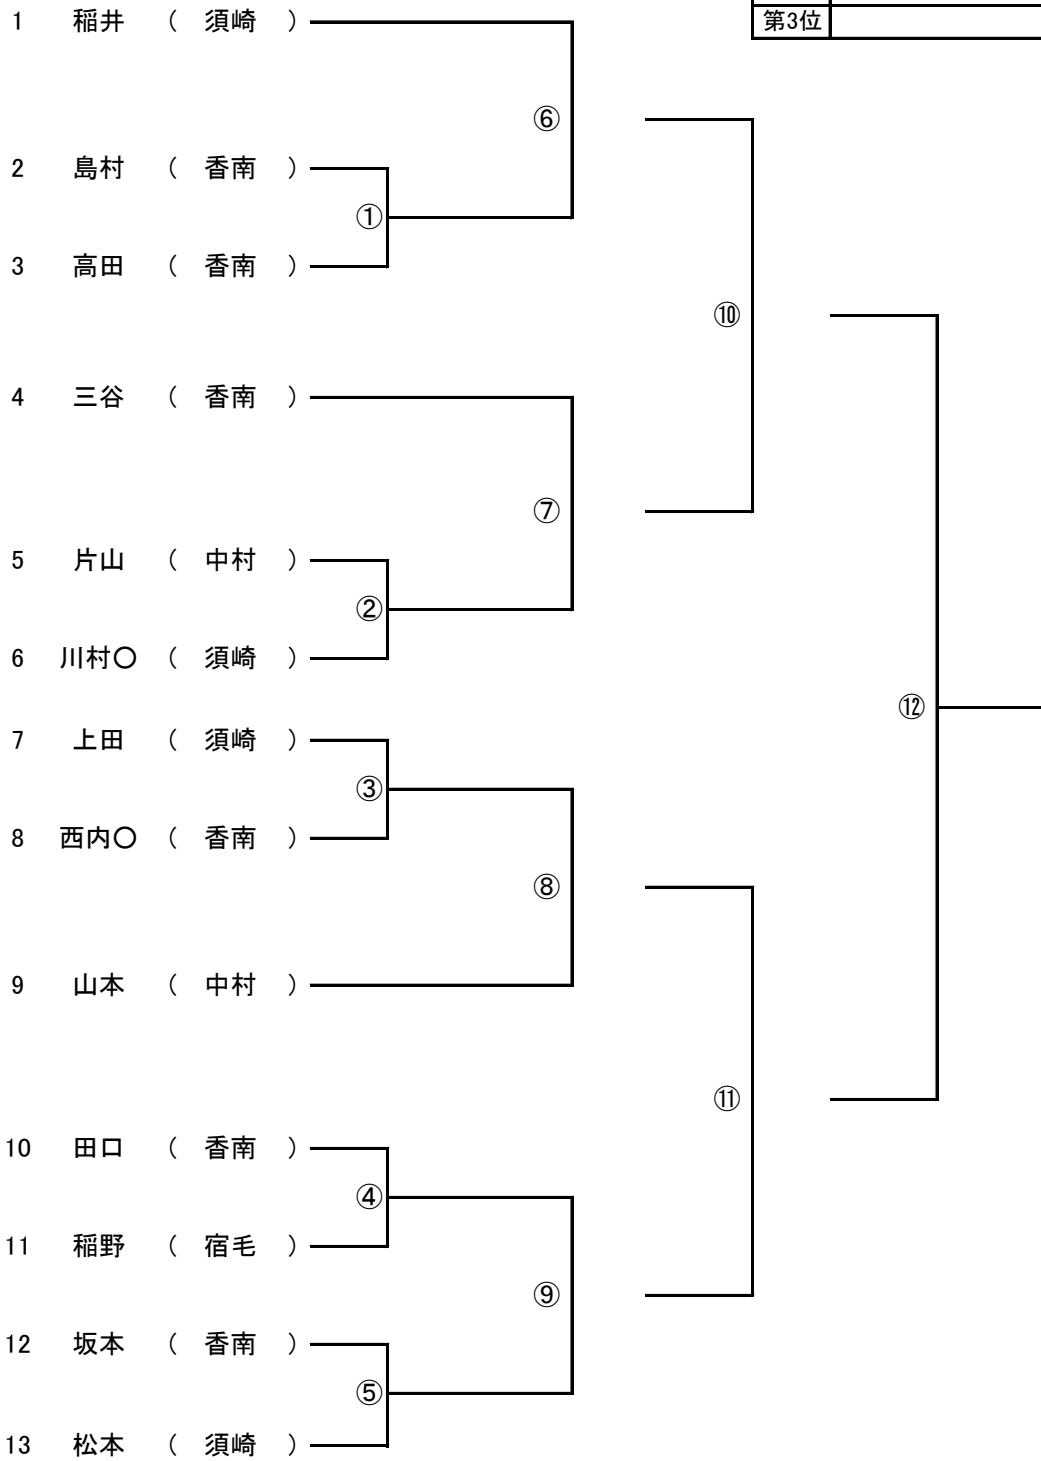 1 稲井 ( 須崎 )
第3位
⑥
2 島村 ( 香南 )
①
3 高田 ( 香南 )
⑩
4 三谷 ( 香南 )
⑦
5 片山 ( 中村 )
②
6 川村〇 ( 須崎 )
⑫
7 上田 ( 須崎 )
③
8 西内〇 ( 香南 )
⑧
9 山本 ( 中村 )
⑪
10 田口 ( 香南 )
④
11 稲野 ( 宿毛 )
⑨
12 坂本 ( 香南 )
⑤
13 松本 ( 須崎 )